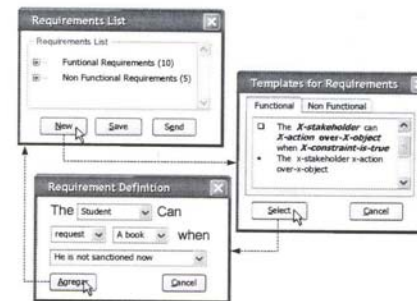 Requirements List
Requirements List
Funtional Requirements (10)
Non Functional Requirements (5)
New Save Send
Templates for Requirements
Functional Non Functional
The X-stakeholder can
X-action over-X-object
when X-constraint-is-true
The x-stakeholder x-action
over-x-object
Select Cancel
Requirement Definition
The Student Can
request A book when
He is not sanctioned now
Agregar Cancel